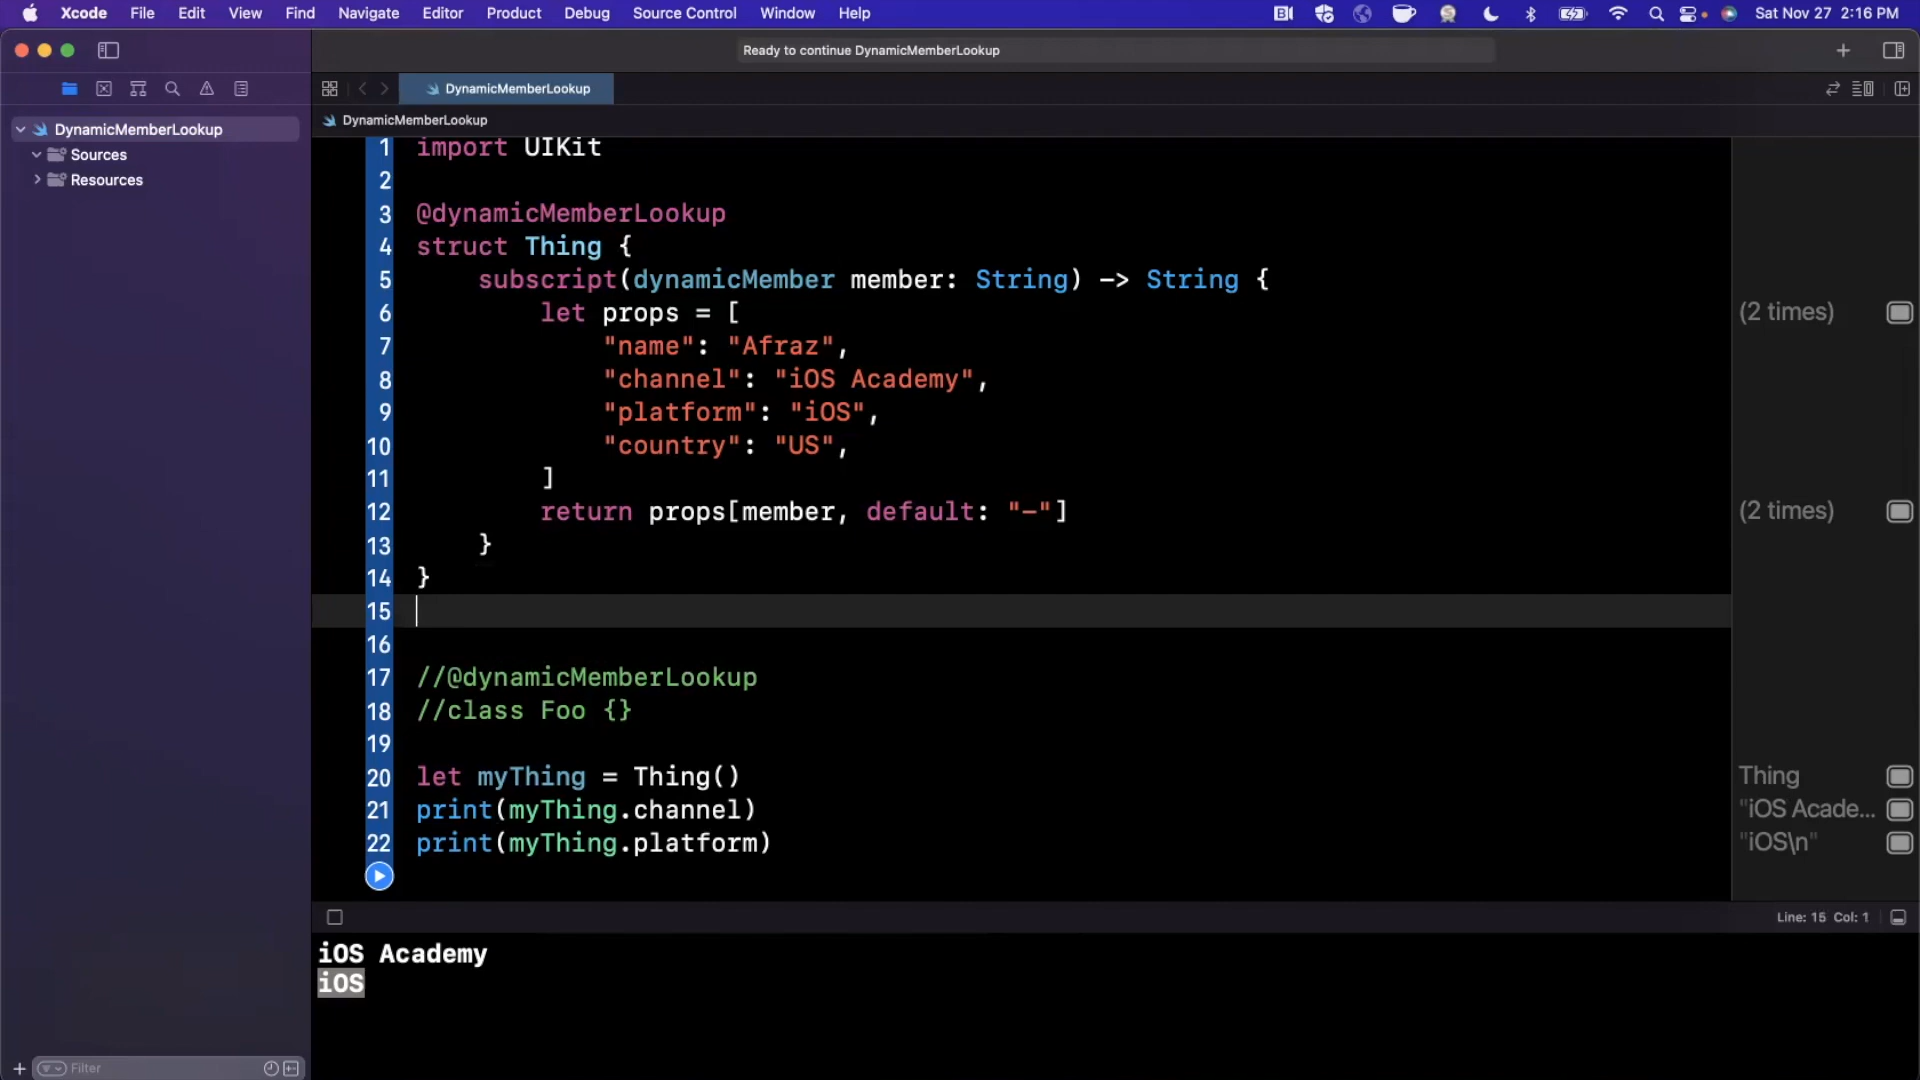 Xcode File Edit View Find Navigate Editor Product Debug Source Control Window Help Sat Nov 27 2:16 PM
Ready to continue DynamicMemberLookup
DynamicMemberLookup
DynamicMemberLookup
DynamicMemberLookup
Sources
Resources
1 import UIKit
2
3 @dynamicMemberLookup
4 struct Thing {
5 subscript(dynamicMember member: String) -> String {
6 let props = [ (2 times)
7 "name": "Afraz",
8 "channel": "iOS Academy",
9 "platform": "iOS",
10 "country": "US",
11 ]
12 return props[member, default: "-"] (2 times)
13 }
14 }
15
16
17 //@dynamicMemberLookup
18 //class Foo {}
19
20 let myThing = Thing() Thing
21 print(myThing.channel) "iOS Acade...
22 print(myThing.platform) "iOS\n"
Line: 15 Col: 1
iOS Academy
iOS
Filter